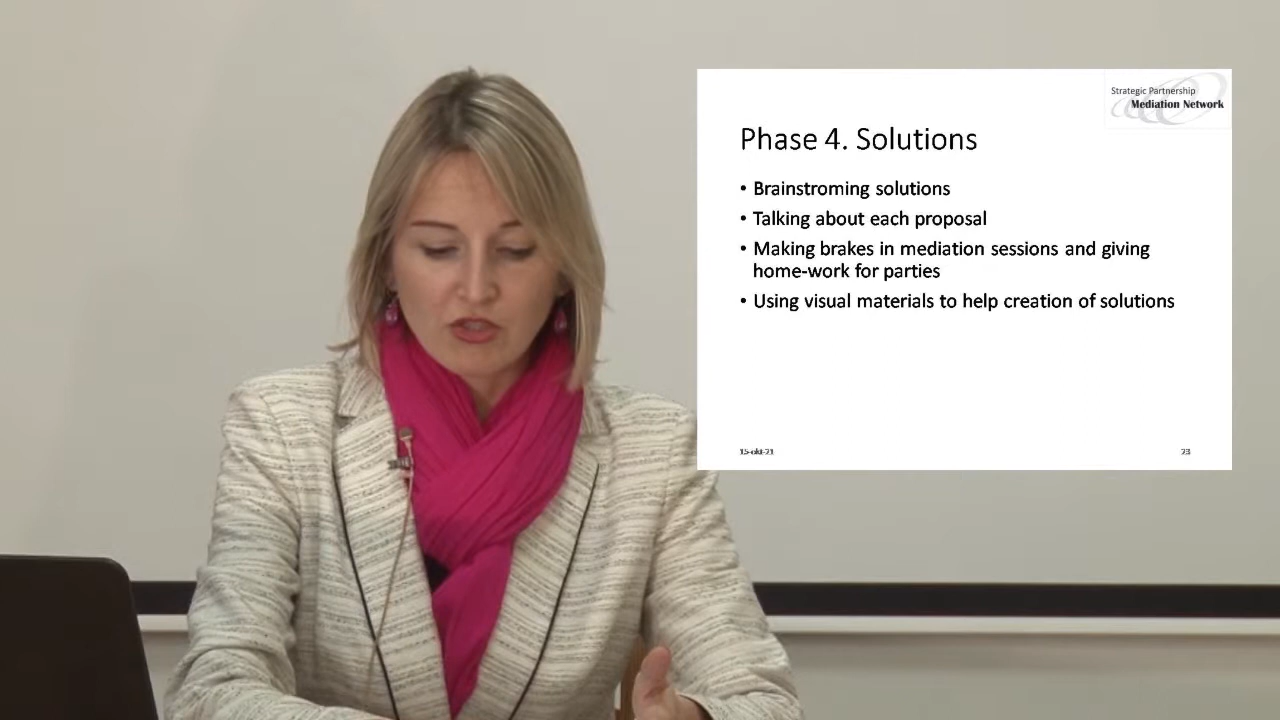 Strategic Partnership
Mediation Network
Phase 4. Solutions
• Brainstroming solutions
• Talking about each proposal
• Making brakes in mediation sessions and giving
home-work for parties
• Using visual materials to help creation of solutions
15-okt-21
23